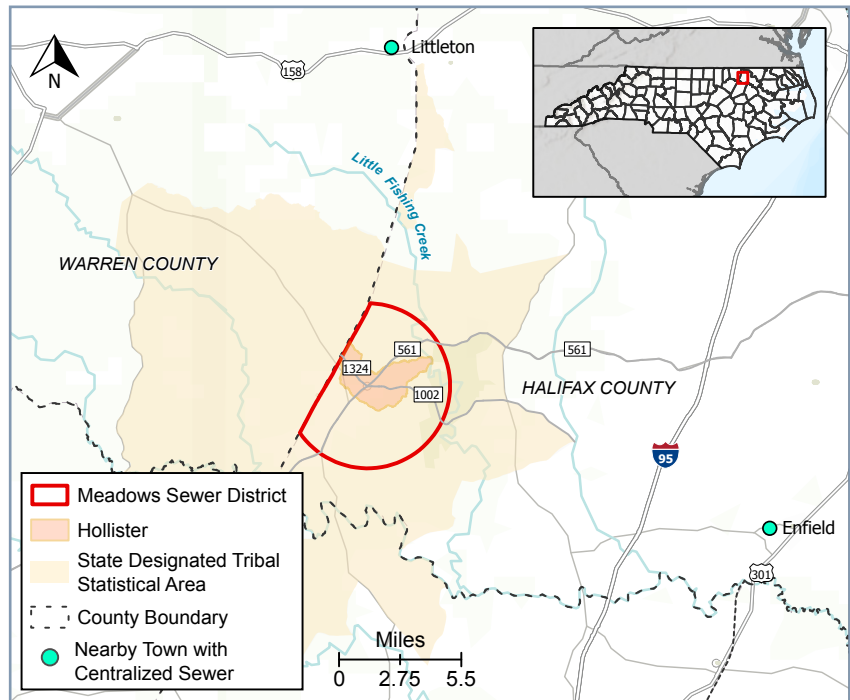 Littleton
158
N
Little Fishing Creek
WARREN COUNTY
561
561
1324
1002
HALIFAX COUNTY
95
Enfield
301
Meadows Sewer District
Hollister
State Designated Tribal
Statistical Area
County Boundary
Nearby Town with
Centralized Sewer
Miles
0 2.75 5.5